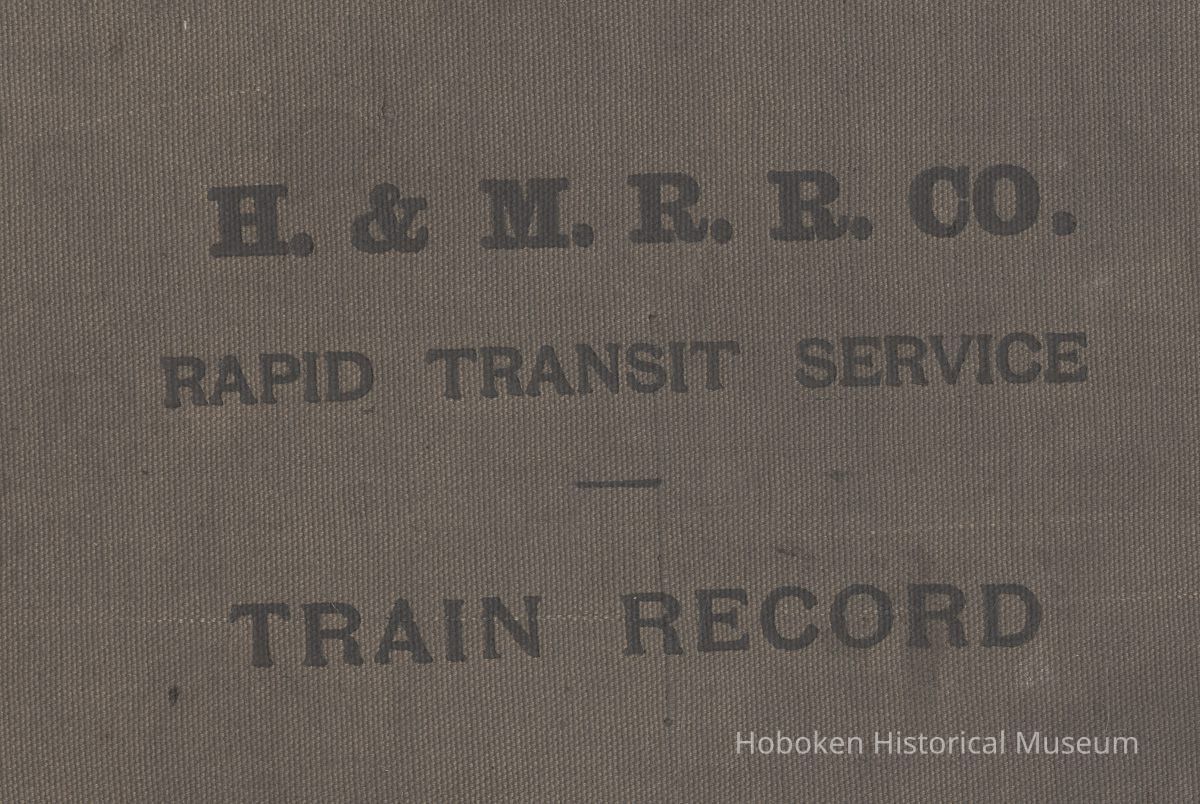 H. & M. R. R. CO.
RAPID TRANSIT SERVICE
TRAIN RECORD
Hoboken Historical Museum